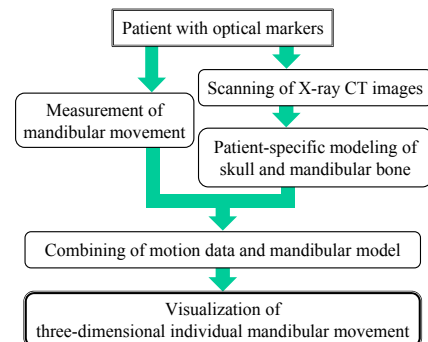 Patient with optical markers
Scanning of X-ray CT images
Measurement of
mandibular movement
Patient-specific modeling of
skull and mandibular bone
Combining of motion data and mandibular model
Visualization of
three-dimensional individual mandibular movement